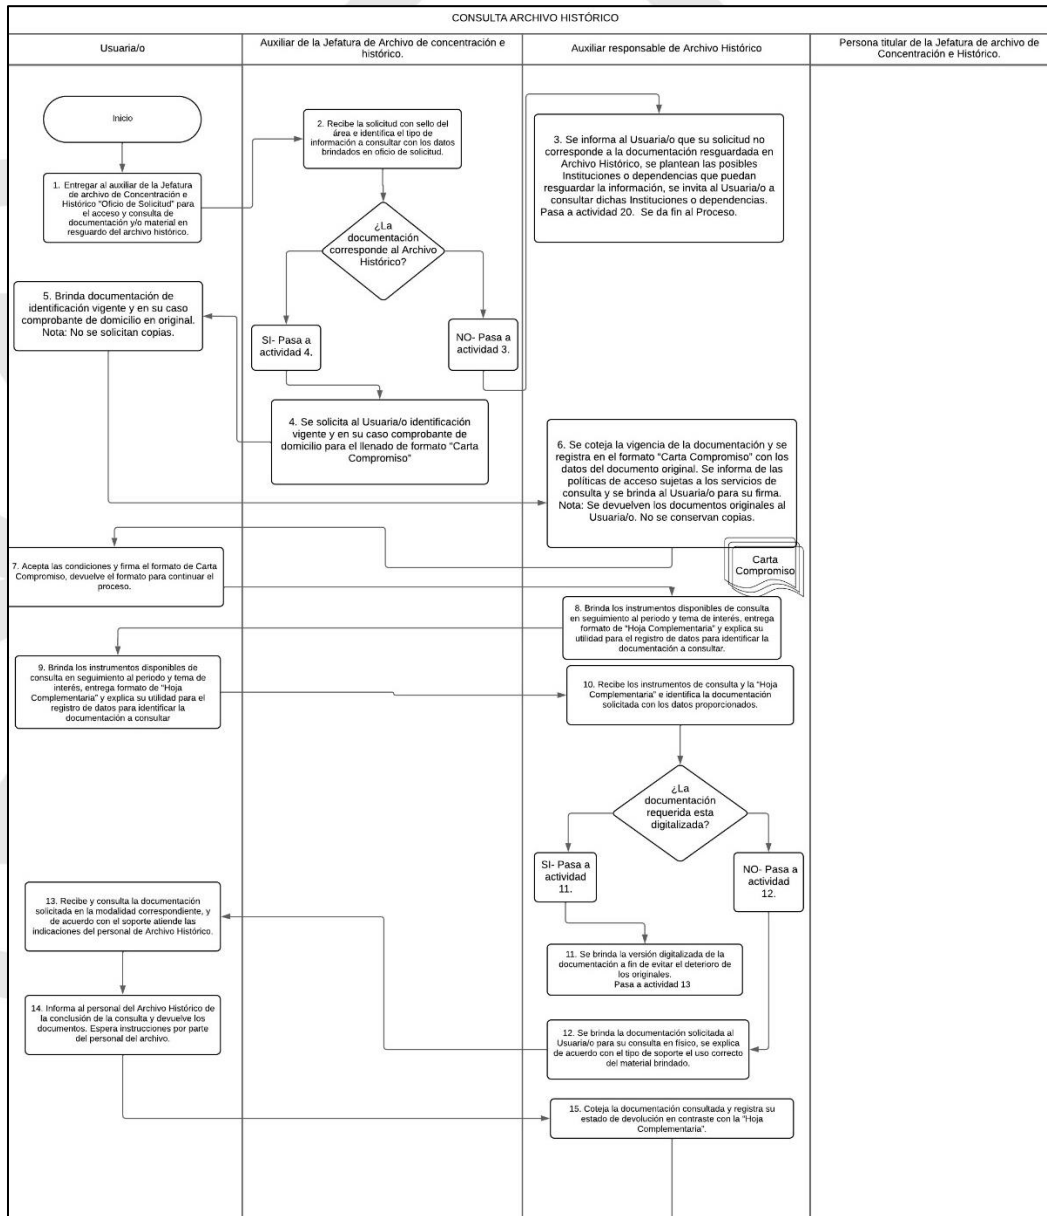 CONSULTA ARCHIVO HISTÓRICO
Usuaria/o
Auxiliar de la Jefatura de Archivo de concentración e
histórico.
Auxiliar responsable de Archivo Histórico
Persona titular de la Jefatura de archivo de
Concentración e Histórico.
Inicio
1. Entregar al auxiliar de la Jefatura
de archivo de Concentración e
Histórico "Oficio de Solicitud" para
el acceso y consulta de
documentación y/o material en
resguardo del archivo histórico.
2. Recibe la solicitud con sello del
área e identifica el tipo de
información a consultar con los datos
brindados en oficio de solicitud.
¿La
documentación
corresponde al Archivo
Histórico?
SI- Pasa a
actividad 4.
NO- Pasa a
actividad 3.
3. Se informa al Usuaria/o que su solicitud no
corresponde a la documentación resguardada en
Archivo Histórico, se plantean las posibles
Instituciones o dependencias que puedan
resguardar la información, se invita al Usuaria/o a
consultar dichas Instituciones o dependencias.
Pasa a actividad 20. Se da fin al Proceso.
4. Se solicita al Usuaria/o identificación
vigente y en su caso comprobante de
domicilio para el llenado de formato "Carta
Compromiso"
5. Brinda documentación de
identificación vigente y en su caso
comprobante de domicilio en original.
Nota: No se solicitan copias.
6. Se coteja la vigencia de la documentación y se
registra en el formato "Carta Compromiso" con los
datos del documento original. Se informa de las
políticas de acceso sujetas a los servicios de
consulta y se brinda al Usuaria/o para su firma.
Nota: Se devuelven los documentos originales al
Usuaria/o. No se conservan copias.
Carta
Compromiso
7. Acepta las condiciones y firma el formato de Carta
Compromiso, devuelve el formato para continuar el
proceso.
8. Brinda los instrumentos disponibles de consulta
en seguimiento al periodo y tema de interés, entrega
formato de "Hoja Complementaria" y explica su
utilidad para el registro de datos para identificar la
documentación a consultar.
9. Brinda los instrumentos disponibles de
consulta en seguimiento al periodo y tema de
interés, entrega formato de "Hoja
Complementaria" y explica su utilidad para el
registro de datos para identificar la
documentación a consultar
10. Recibe los instrumentos de consulta y la "Hoja
Complementaria" e identifica la documentación
solicitada con los datos proporcionados.
¿La
documentación
requerida esta
digitalizada?
SI- Pasa a
actividad
11.
NO- Pasa a
actividad
12.
11. Se brinda la versión digitalizada de la
documentación a fin de evitar el deterioro de
los originales.
Pasa a actividad 13
12. Se brinda la documentación solicitada al
Usuaria/o para su consulta en físico, se explica
de acuerdo con el tipo de soporte el uso correcto
del material brindado.
13. Recibe y consulta la documentación
solicitada en la modalidad correspondiente, y
de acuerdo con el soporte atiende las
indicaciones del personal de Archivo Histórico.
14. Informa al personal del Archivo Histórico de
la conclusión de la consulta y devuelve los
documentos. Espera instrucciones por parte
del personal del archivo.
15. Coteja la documentación consultada y registra su
estado de devolución en contraste con la "Hoja
Complementaria".